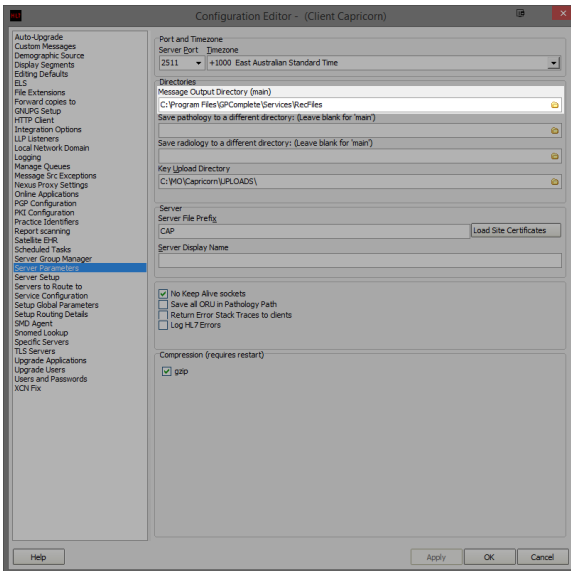 Configuration Editor - (Client Capricorn)
Auto-Upgrade
Custom Messages
Demographic Source
Display Segments
Editing Defaults
ELS
File Extensions
Forward copies to
GNUPG Setup
HTTP Client
Integration Options
LLP Listeners
Local Network Domain
Logging
Manage Queues
Message Src Exceptions
Nexus Proxy Settings
Online Applications
PGP Configuration
PKI Configuration
Practice Identifiers
Report scanning
Satellite EHR
Scheduled Tasks
Server Group Manager
Server Parameters
Server Setup
Servers to Route to
Service Configuration
Setup Global Parameters
Setup Routing Details
SMD Agent
Snomed Lookup
Specific Servers
TLS Servers
Upgrade Applications
Upgrade Users
Users and Passwords
XCN Fix
Port and Timezone
Server Port Timezone
2511 +1000 East Australian Standard Time
Directories
Message Output Directory (main)
C:\Program Files\GPComplete\Services\RecFiles
Save pathology to a different directory: (Leave blank for 'main')
Save radiology to a different directory: (Leave blank for 'main')
Key Upload Directory
C:\MO\Capricorn\UPLOADS\
Server
Server File Prefix
CAP Load Site Certificates
Server Display Name
No Keep Alive sockets
Save all ORU in Pathology Path
Return Error Stack Traces to clients
Log HL7 Errors
Compression (requires restart)
gzip
Help Apply OK Cancel